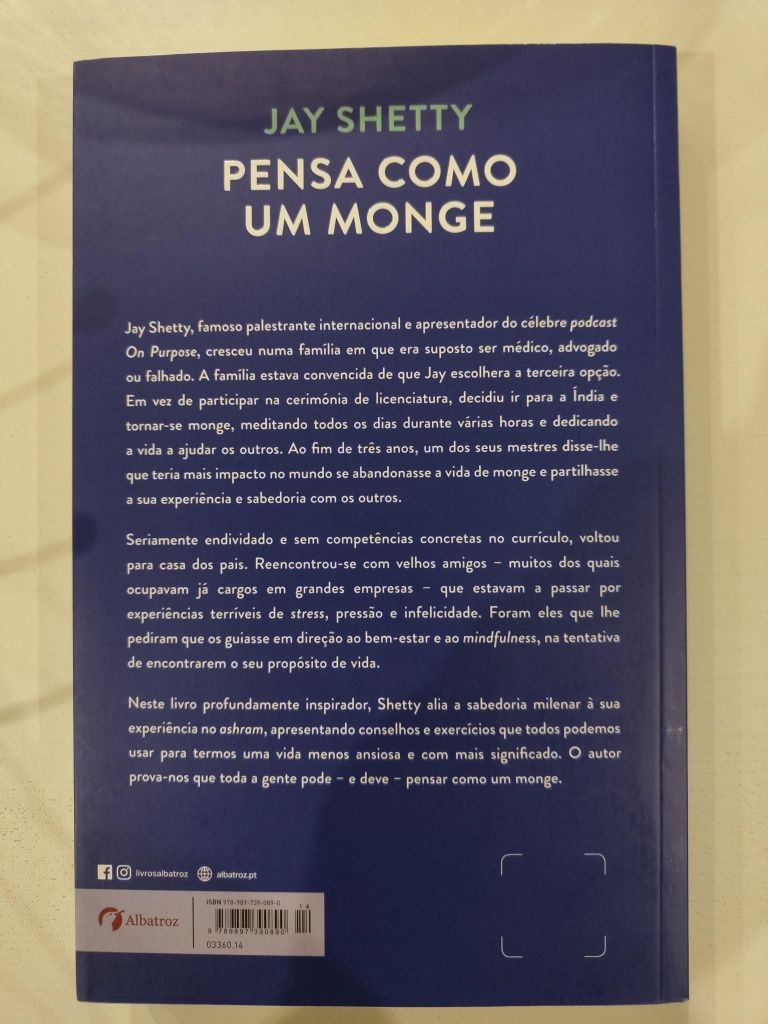 JAY SHETTY
PENSA COMO
UM MONGE
Jay Shetty, famoso palestrante internacional e apresentador do célebre podcast
On Purpose, cresceu numa família em que era suposto ser médico, advogado
ou falhado. A família estava convencida de que Jay escolhera a terceira opção.
Em vez de participar na cerimónia de licenciatura, decidiu ir para a Índia e
tornar-se monge, meditando todos os dias durante várias horas e dedicando
a vida a ajudar os outros. Ao fim de três anos, um dos seus mestres disse-lhe
que teria mais impacto no mundo se abandonasse a vida de monge e partilhasse
a sua experiência e sabedoria com os outros.
Seriamente endividado e sem competências concretas no currículo, voltou
para casa dos pais. Reencontrou-se com velhos amigos – muitos dos quais
ocupavam já cargos em grandes empresas – que estavam a passar por
experiências terríveis de stress, pressão e infelicidade. Foram eles que lhe
pediram que os guiasse em direção ao bem-estar e ao mindfulness, na tentativa
de encontrarem o seu propósito de vida.
Neste livro profundamente inspirador, Shetty alia a sabedoria milenar à sua
experiência no ashram, apresentando conselhos e exercícios que todos podemos
usar para termos uma vida menos ansiosa e com mais significado. O autor
prova-nos que toda a gente pode – e deve – pensar como um monge.
livrosalbatroz albatroz.pt
Albatroz
ISBN 978-989-739-089-0
14
9 789897 390890
03360.14